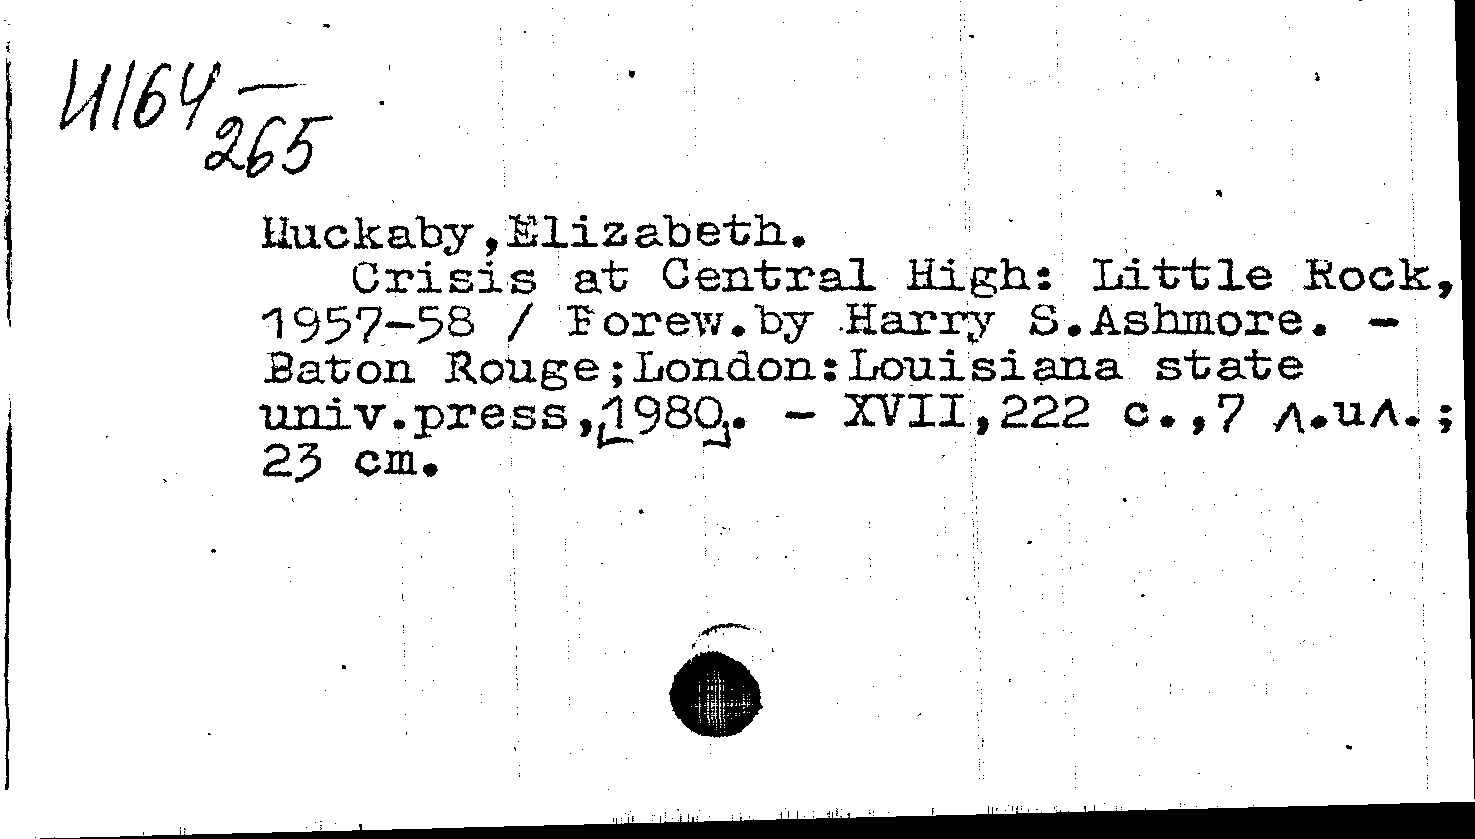 И164—
265
Huckaby,Elizabeth.
Crisis at Central High: Little Rock,
1957-58 / Forew.by Harry S.Ashmore. -
Baton Rouge;London:Louisiana state
univ.press,[1980]. - XVII,222 с.,7 л.ил.;
23 cm.